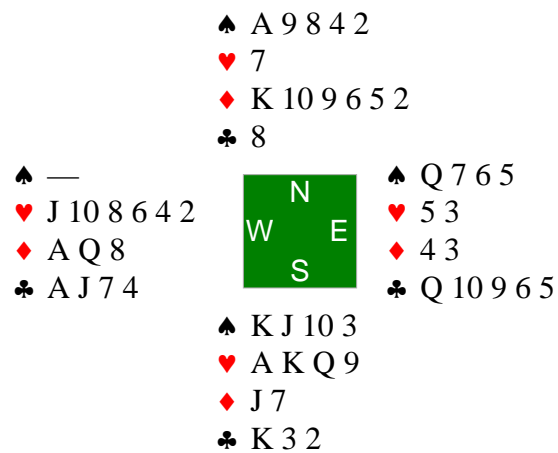 ♠ A 9 8 4 2
♥ 7
♦ K 10 9 6 5 2
♣ 8
♠ —
♥ J 10 8 6 4 2
♦ A Q 8
♣ A J 7 4
N
W E
S
♠ Q 7 6 5
♥ 5 3
♦ 4 3
♣ Q 10 9 6 5
♠ K J 10 3
♥ A K Q 9
♦ J 7
♣ K 3 2